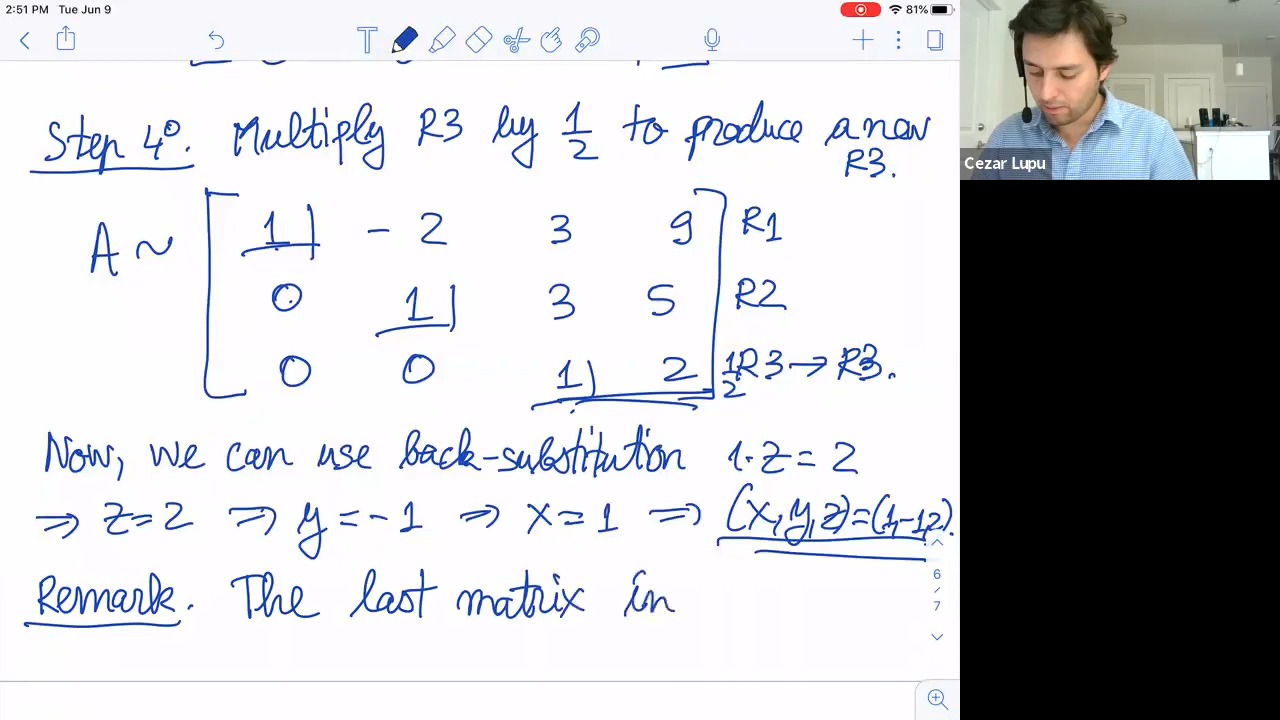 2:51 PM Tue Jun 9
81%
Step 4°. Multiply R3 by 1/2 to produce a new
R3.
A ~ [ 1 -2 3 9 ] R1
0 1 3 5 R2
0 0 1 2 1/2 R3 → R3.
Now, we can use back-substitution 1·z = 2
⇒ z = 2 ⇒ y = -1 ⇒ x = 1 ⇒ (x, y, z) = (1, -1, 2).
Remark. The last matrix in
6
/
7
Cezar Lupu